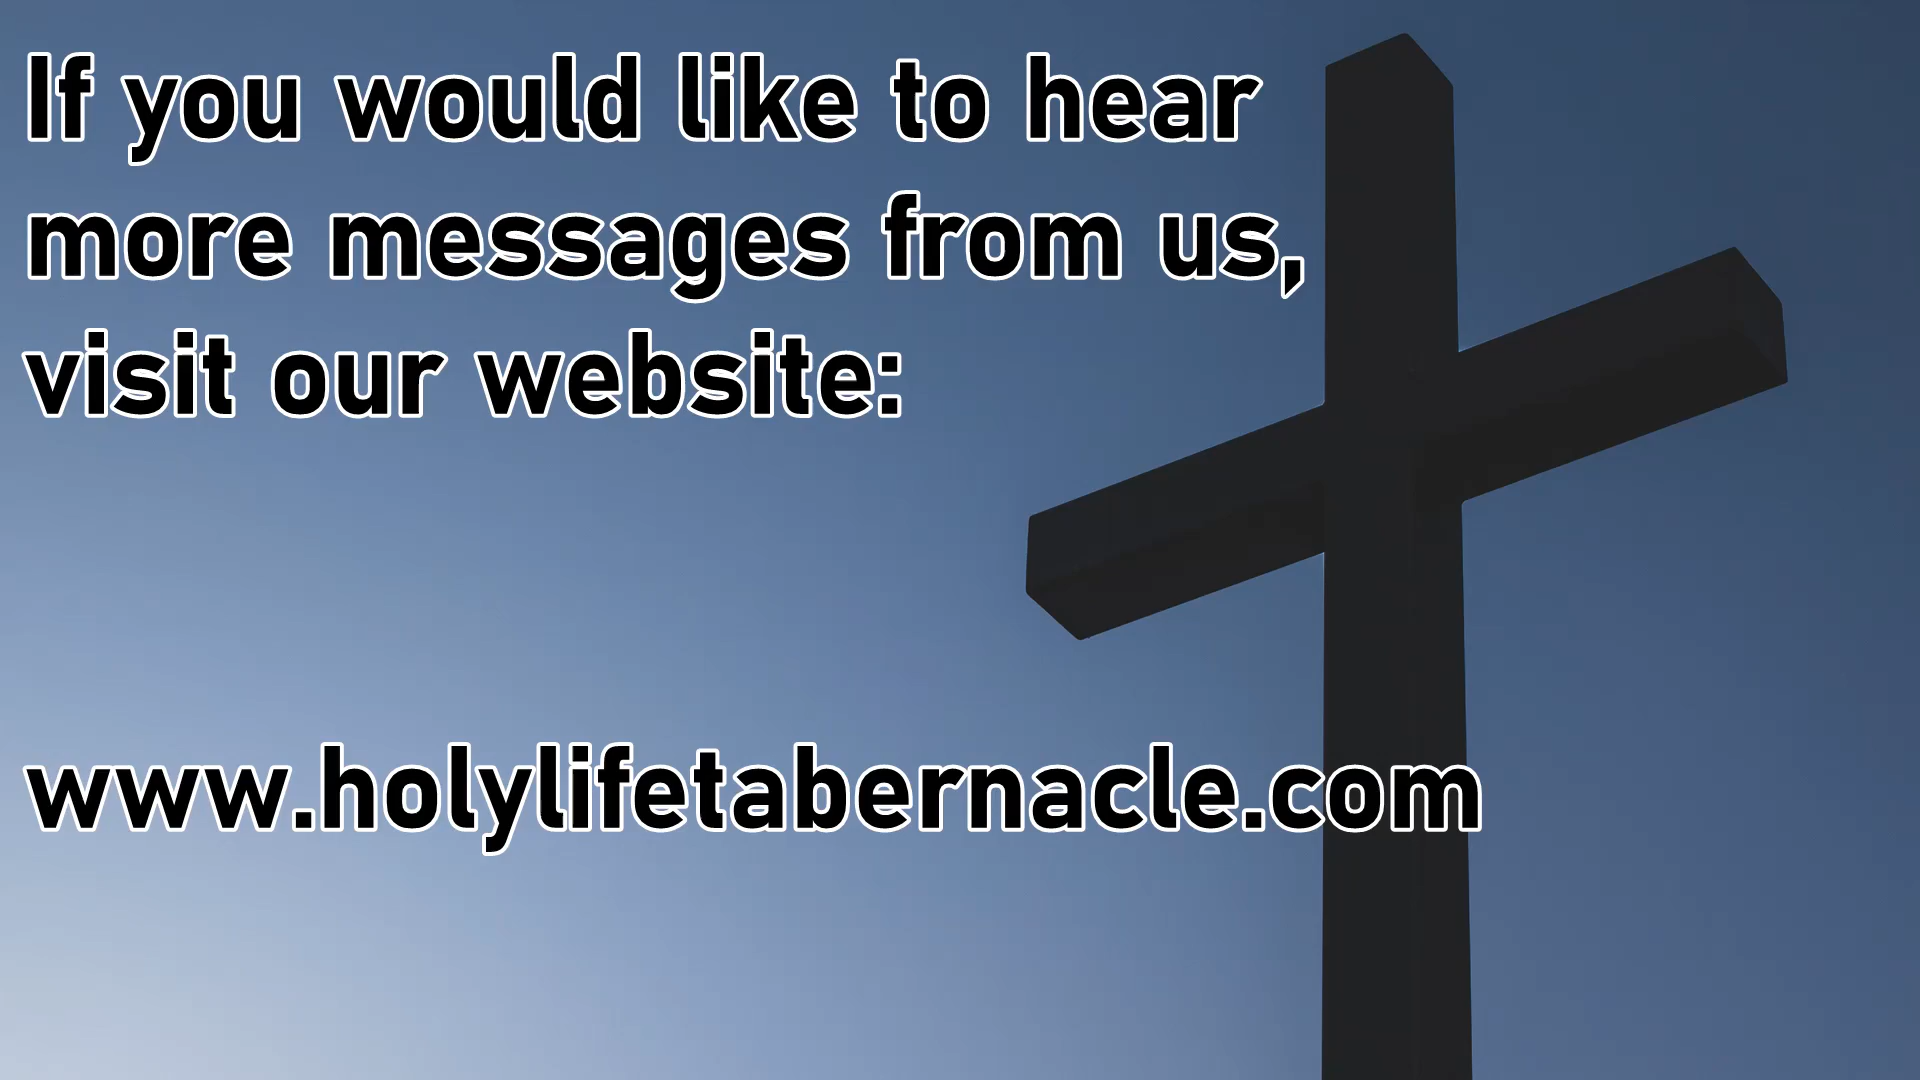 If you would like to hear
more messages from us,
visit our website:
www.holylifetabernacle.com